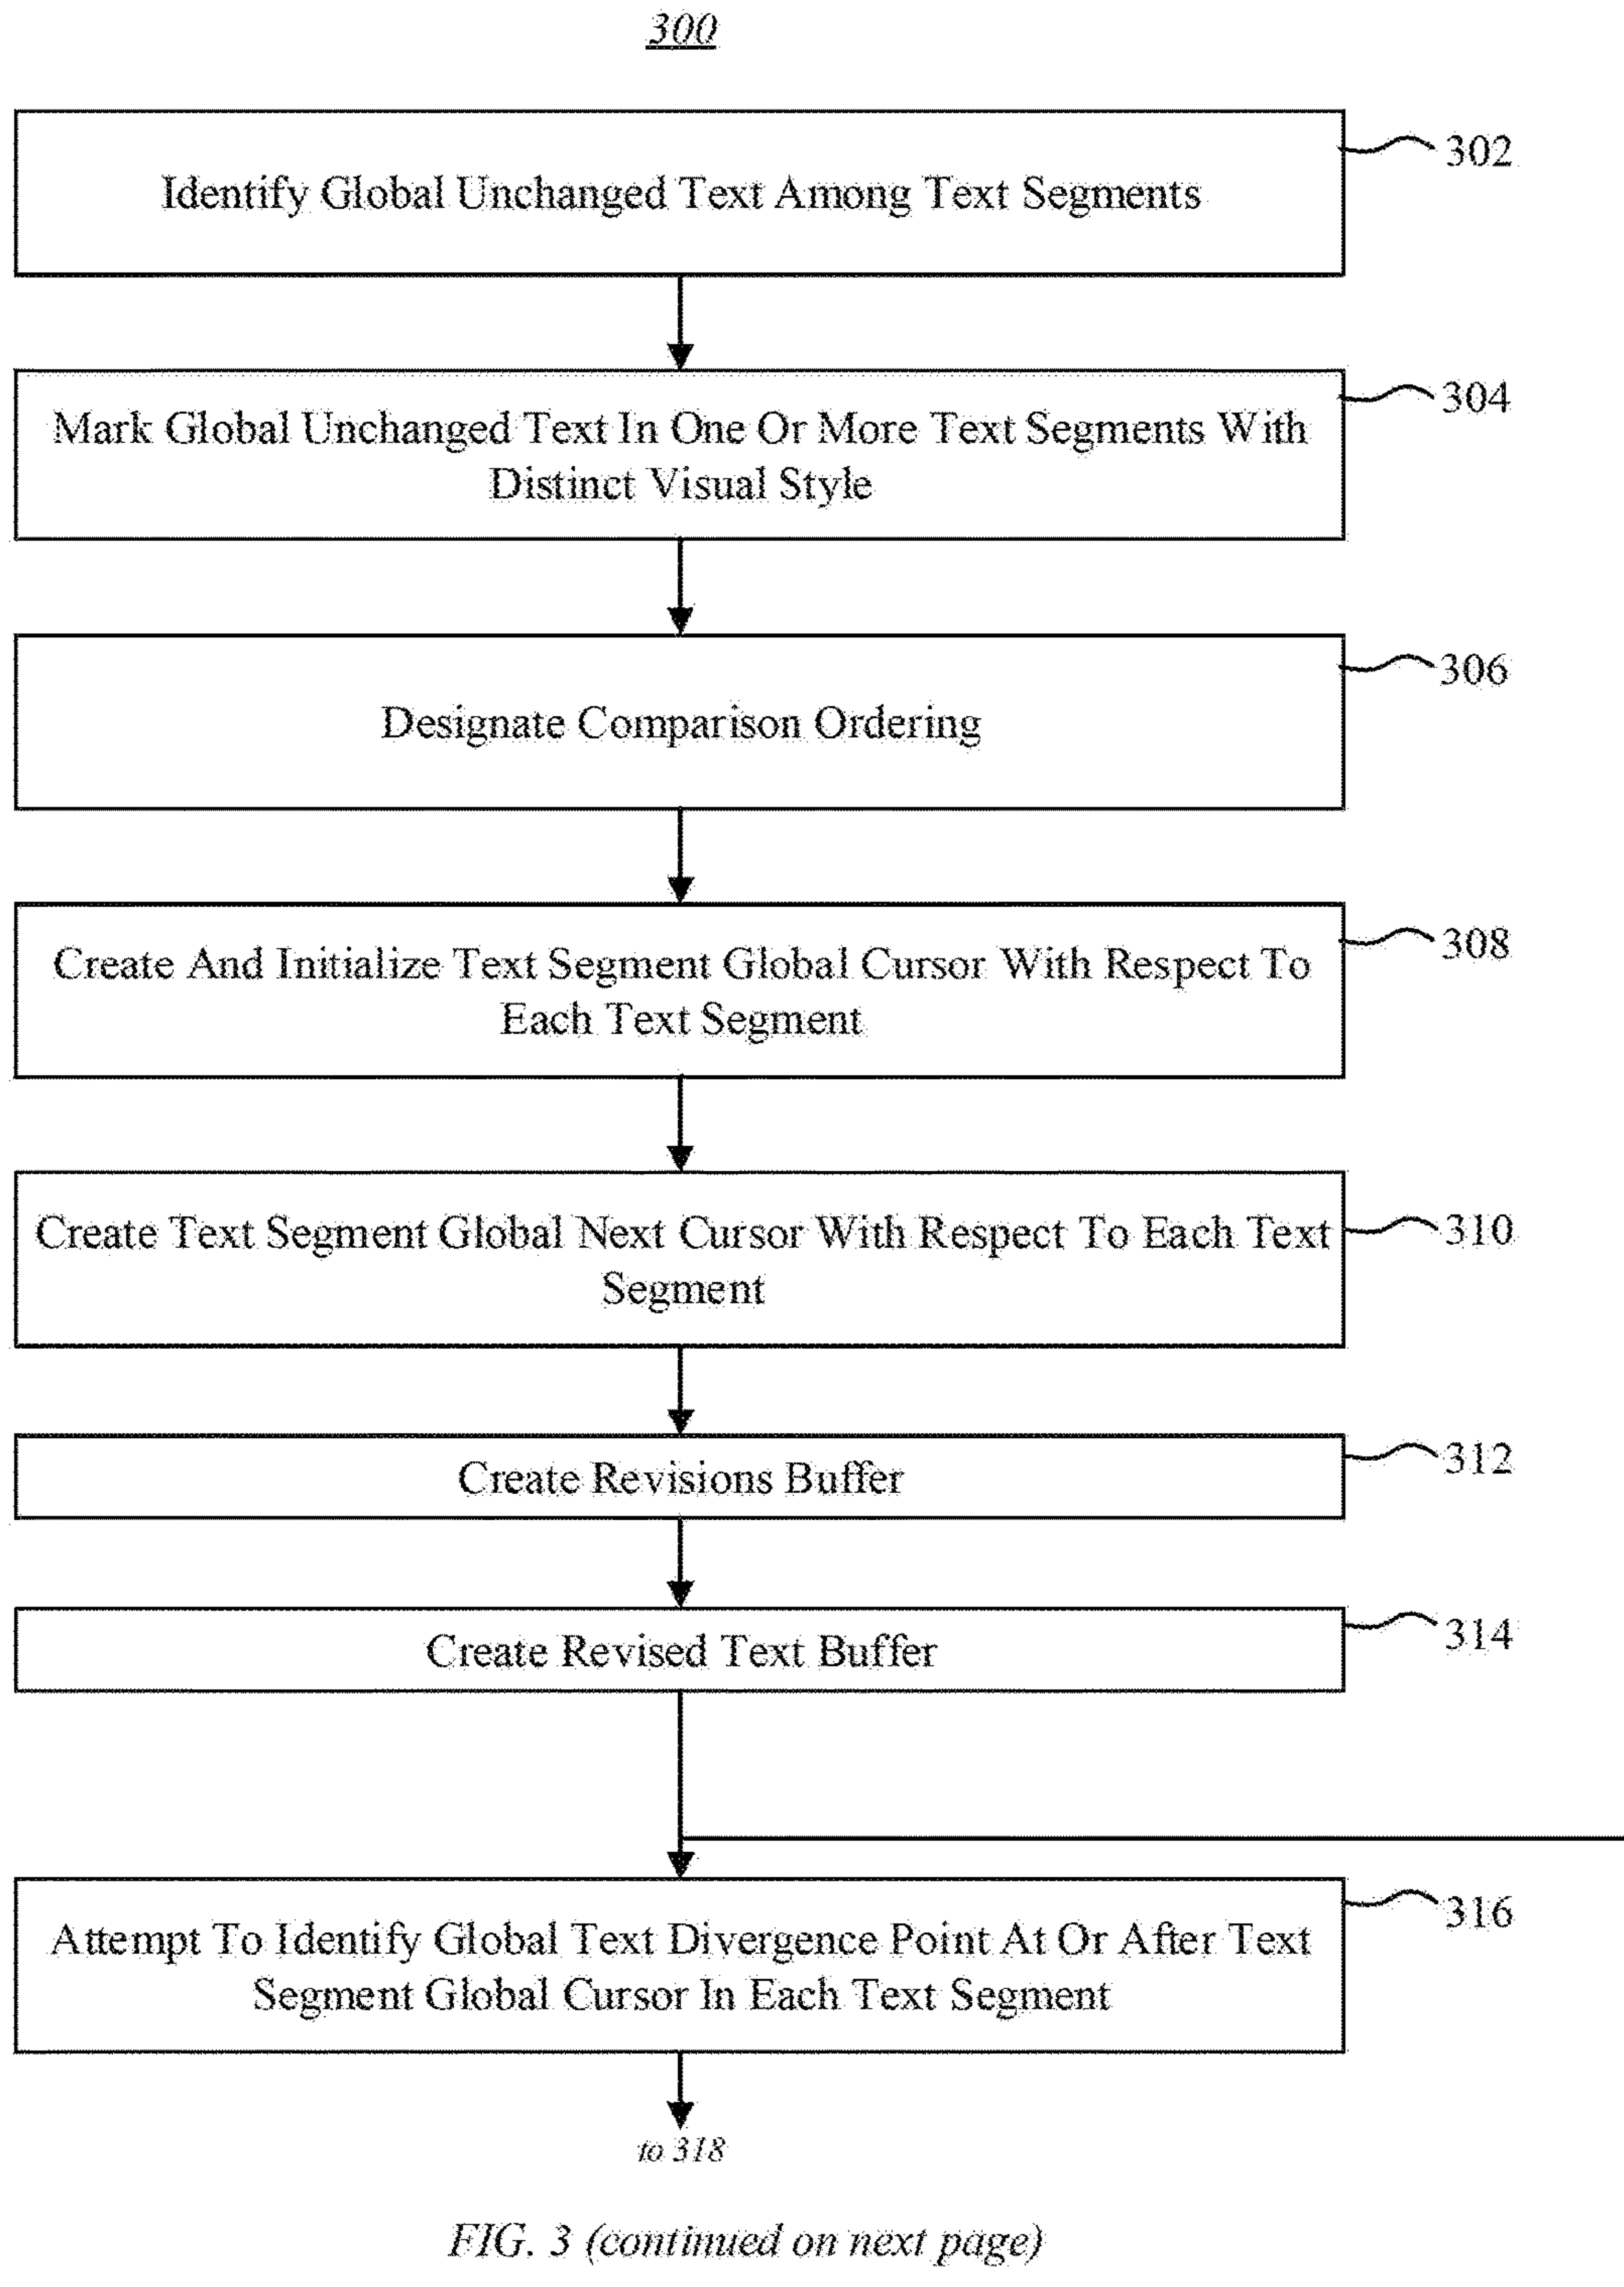 300
Identify Global Unchanged Text Among Text Segments
302
Mark Global Unchanged Text In One Or More Text Segments With
Distinct Visual Style
304
Designate Comparison Ordering
306
Create And Initialize Text Segment Global Cursor With Respect To
Each Text Segment
308
Create Text Segment Global Next Cursor With Respect To Each Text
Segment
310
Create Revisions Buffer
312
Create Revised Text Buffer
314
Attempt To Identify Global Text Divergence Point At Or After Text
Segment Global Cursor In Each Text Segment
316
to 318
FIG. 3 (continued on next page)